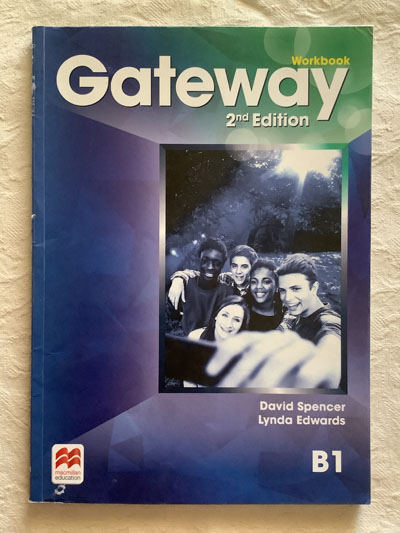 Workbook
Gateway
2nd Edition
David Spencer
Lynda Edwards
macmillan
education
B1